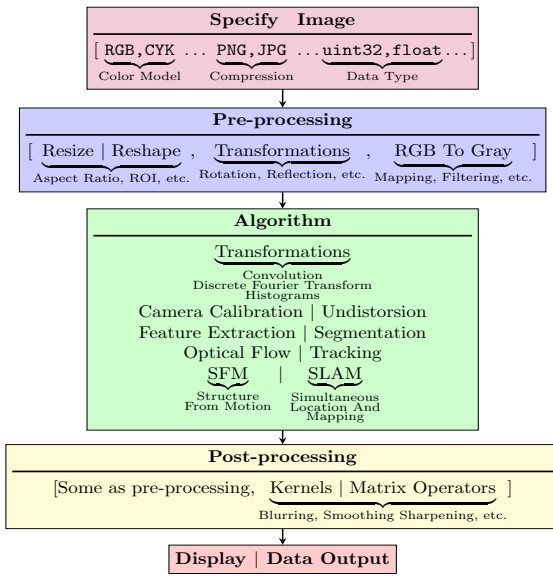 Specify Image
[ RGB,CYK ... PNG,JPG ...uint32,float...]
Color Model Compression Data Type
Pre-processing
[ Resize | Reshape , Transformations , RGB To Gray ]
Aspect Ratio, ROI, etc. Rotation, Reflection, etc. Mapping, Filtering, etc.
Algorithm
Transformations
Convolution
Discrete Fourier Transform
Histograms
Camera Calibration | Undistorsion
Feature Extraction | Segmentation
Optical Flow | Tracking
SFM | SLAM
Structure Simultaneous
From Motion Location And
Mapping
Post-processing
[Some as pre-processing, Kernels | Matrix Operators ]
Blurring, Smoothing Sharpening, etc.
Display | Data Output